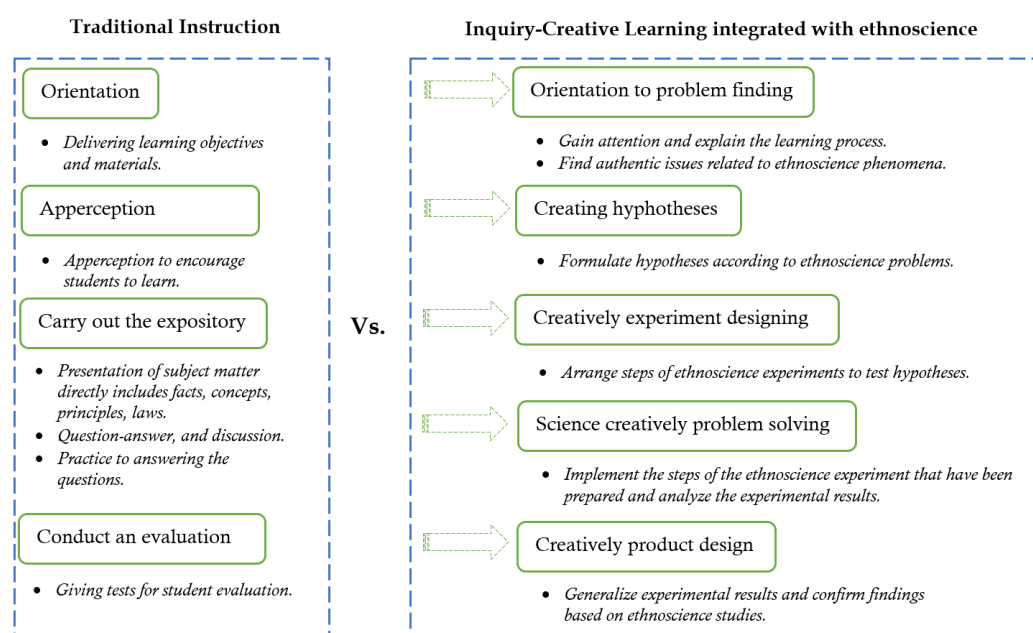 Traditional Instruction
Orientation
• Delivering learning objectives
and materials.
Apperception
• Apperception to encourage
students to learn.
Carry out the expository
• Presentation of subject matter
directly includes facts, concepts,
principles, laws.
• Question-answer, and discussion.
• Practice to answering the
questions.
Conduct an evaluation
• Giving tests for student evaluation.
Vs.
Inquiry-Creative Learning integrated with ethnoscience
Orientation to problem finding
• Gain attention and explain the learning process.
• Find authentic issues related to ethnoscience phenomena.
Creating hyphotheses
• Formulate hypotheses according to ethnoscience problems.
Creatively experiment designing
• Arrange steps of ethnoscience experiments to test hypotheses.
Science creatively problem solving
• Implement the steps of the ethnoscience experiment that have been
prepared and analyze the experimental results.
Creatively product design
• Generalize experimental results and confirm findings
based on ethnoscience studies.